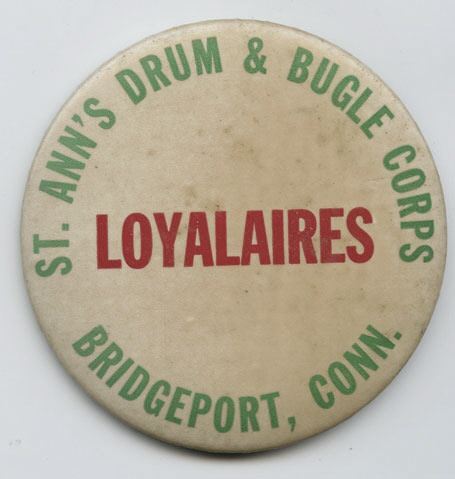 ST. ANN'S DRUM & BUGLE CORPS
LOYALAIRES
BRIDGEPORT, CONN.